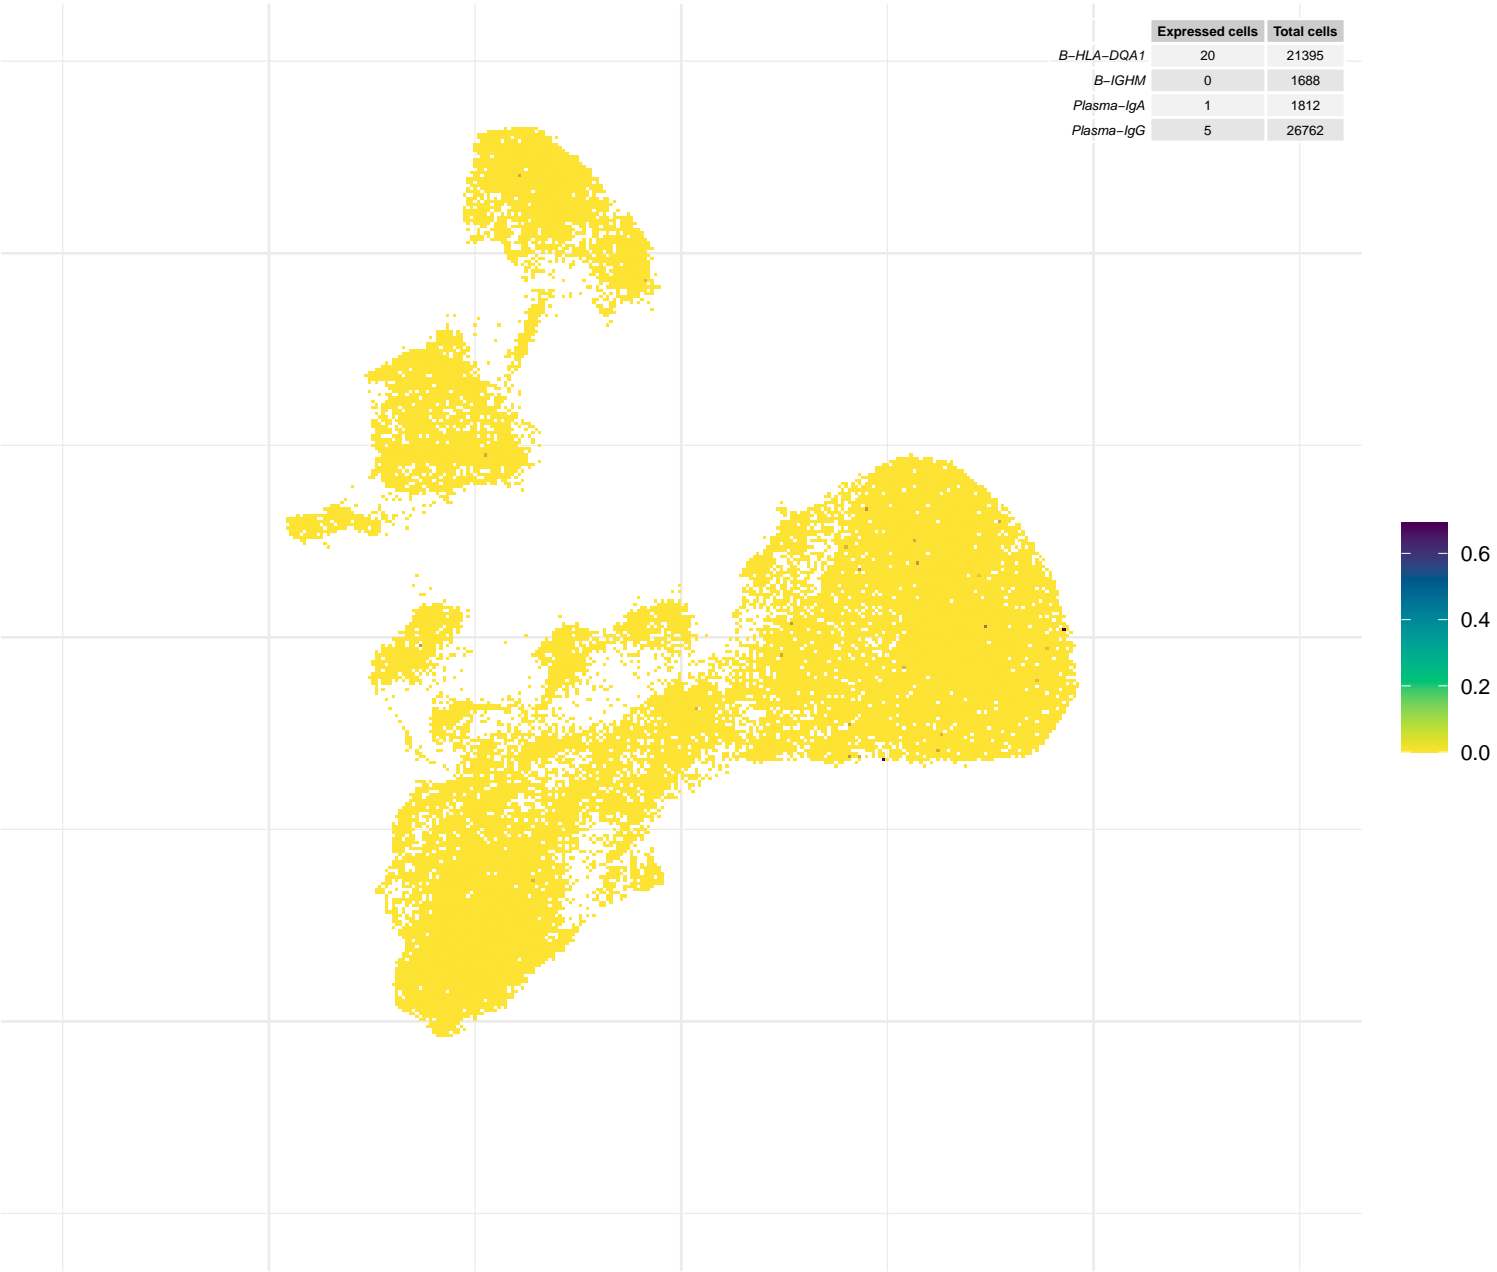 Expressed cells Total cells
B−HLA−DQA1 20 21395
B−IGHM 0 1688
Plasma−IgA 1 1812
Plasma−IgG 5 26762
0.6
0.4
0.2
0.0